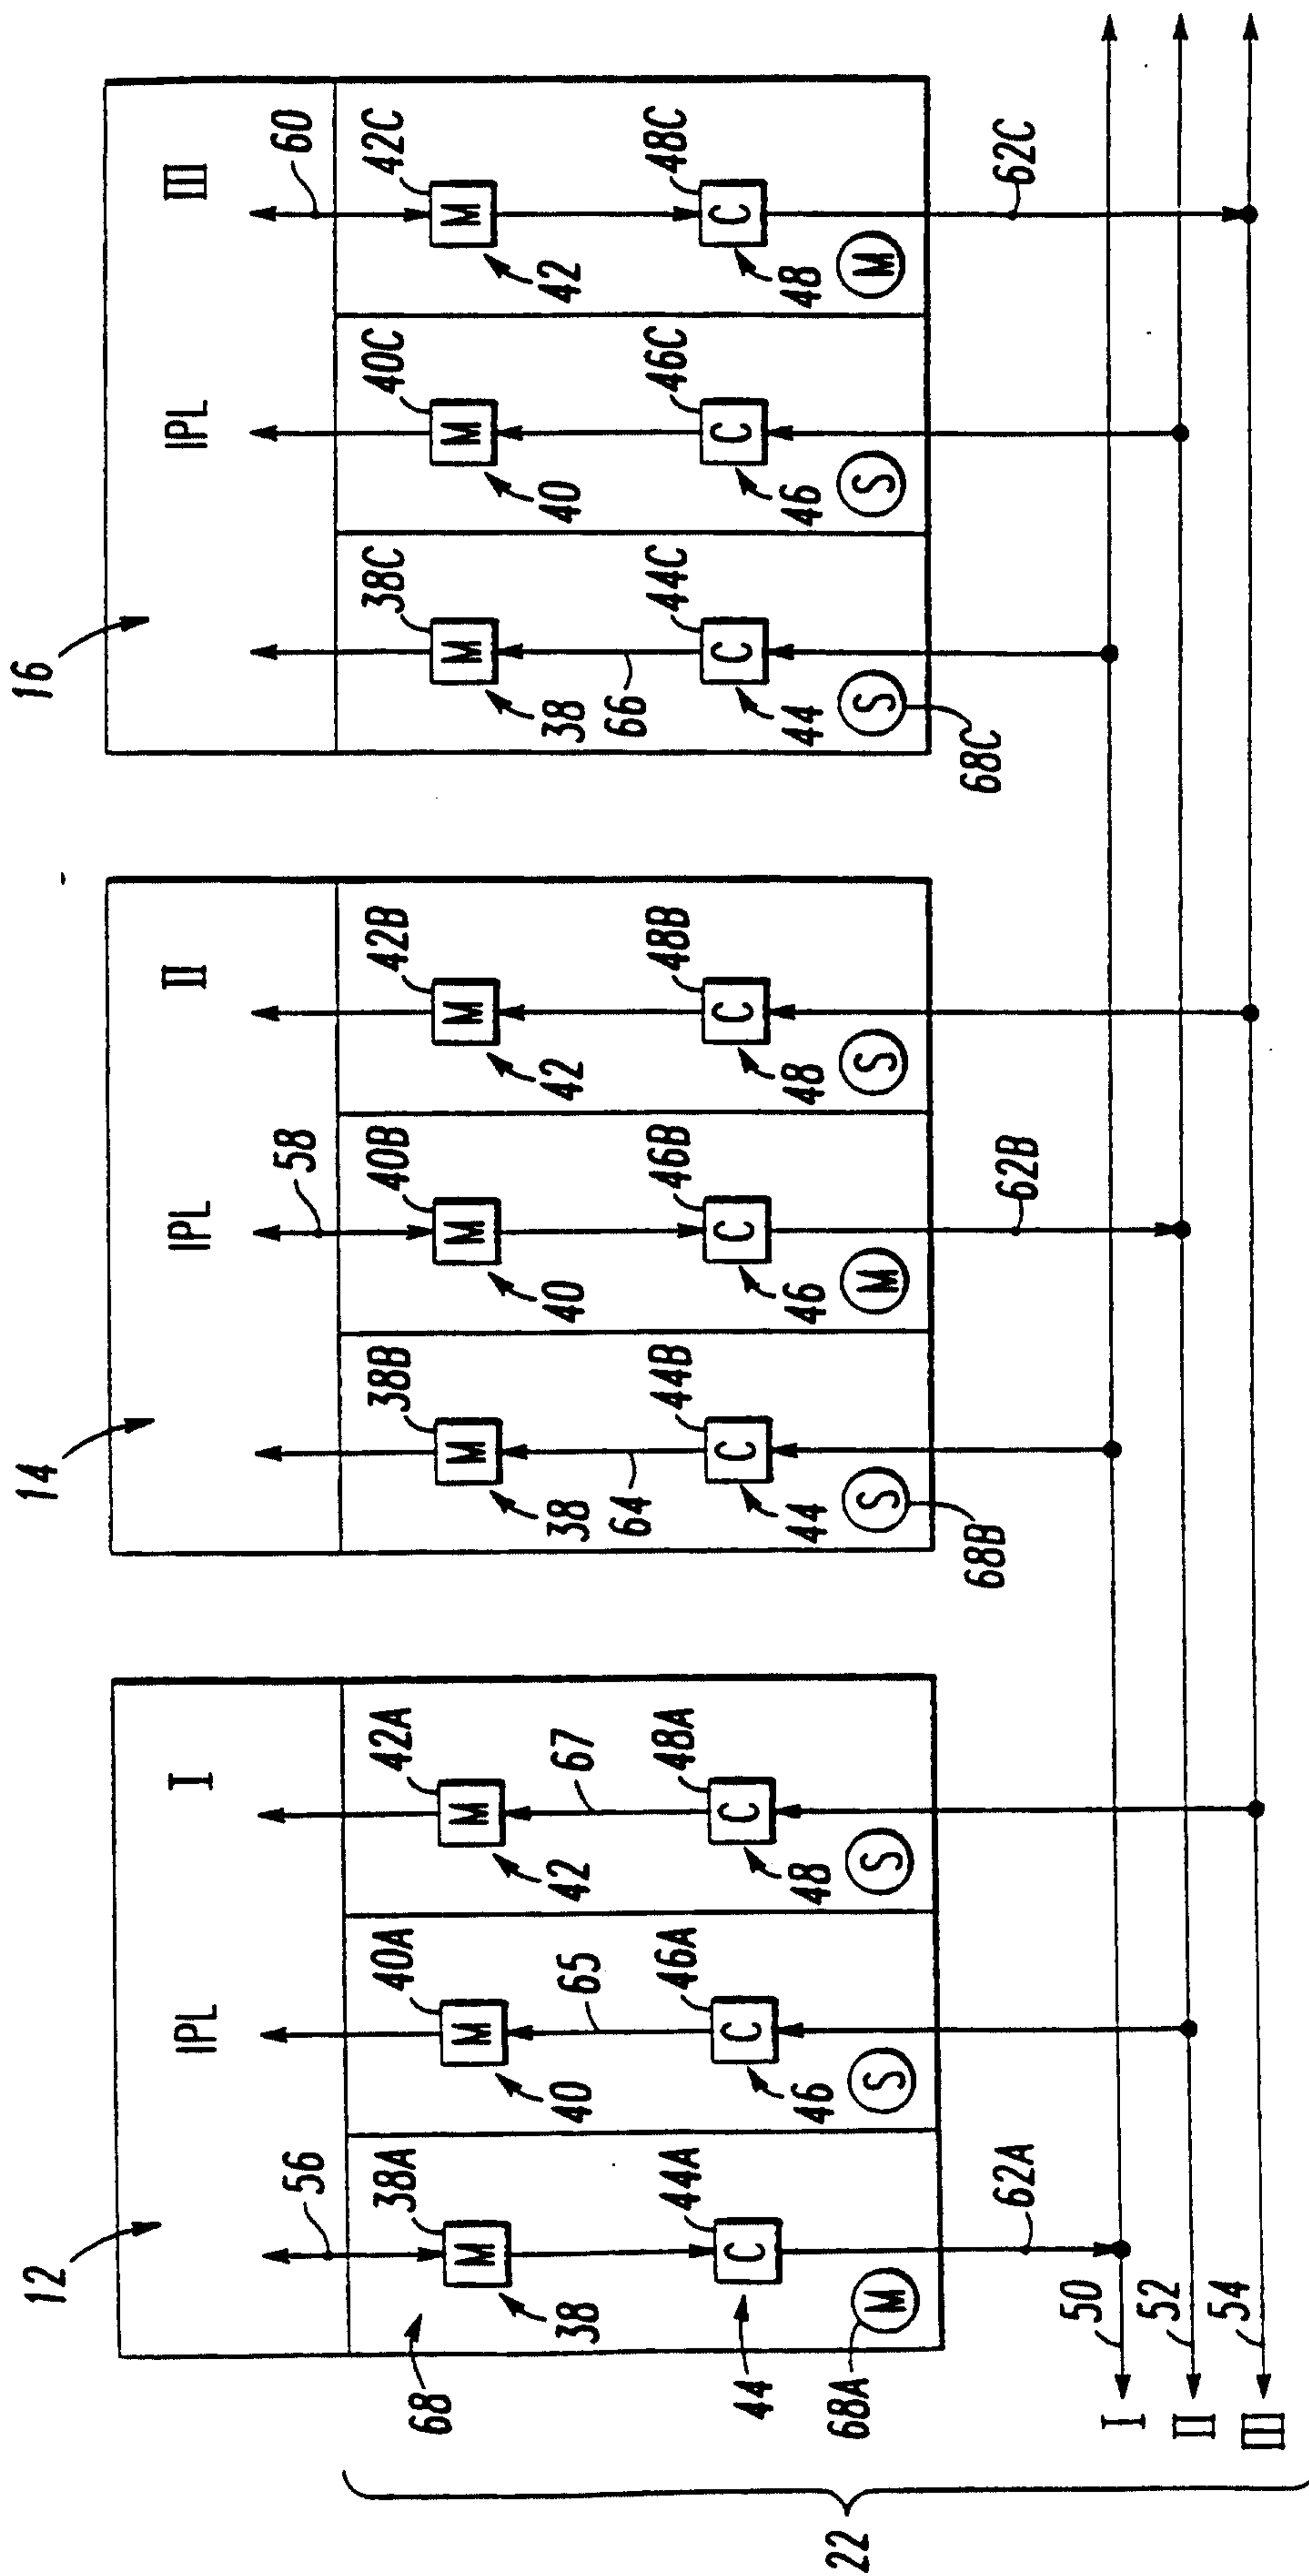 12
14
16
IPL I
IPL II
IPL III
56
58
60
38A
40A
42A
38B
40B
42B
38C
40C
42C
M
M
M
M
M
M
M
M
M
68
38
40
42
38
40
42
38
40
42
65
67
64
66
44A
46A
48A
44B
46B
48B
44C
46C
48C
C
C
C
C
C
C
C
C
C
44
46
48
44
46
48
44
46
48
M
S
S
S
M
S
S
S
M
68A
68B
68C
62A
62B
62C
22
I 50
II 52
III 54